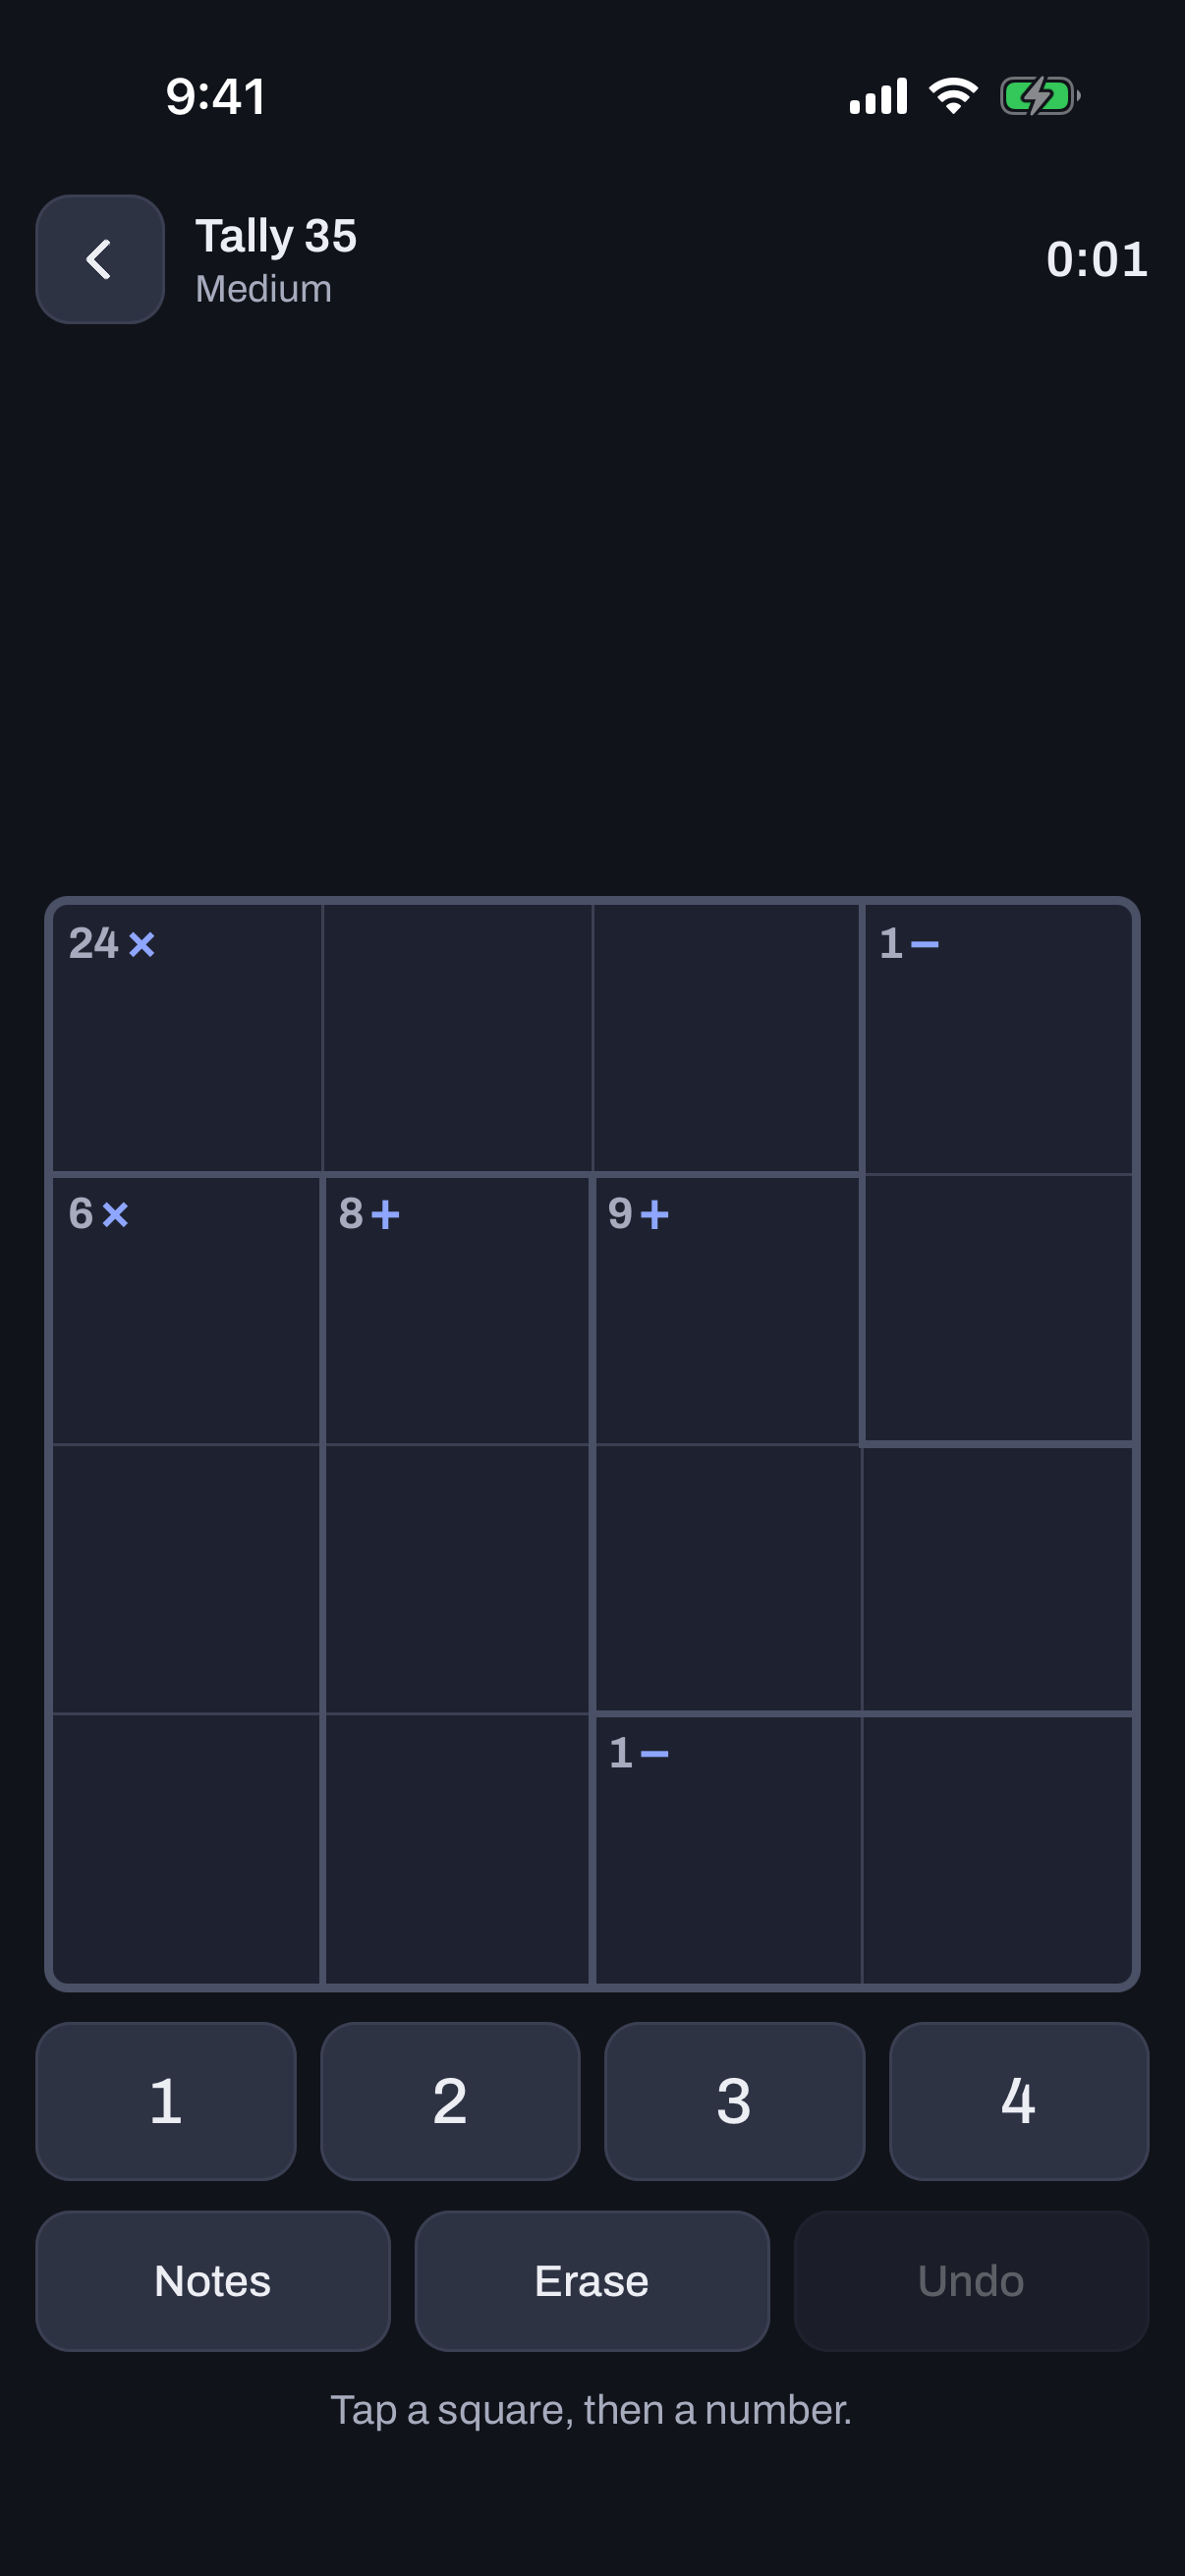 9:41
Tally 35
Medium
0:01
24× 1−
6× 8+ 9+
1−
1 2 3 4
Notes Erase Undo
Tap a square, then a number.